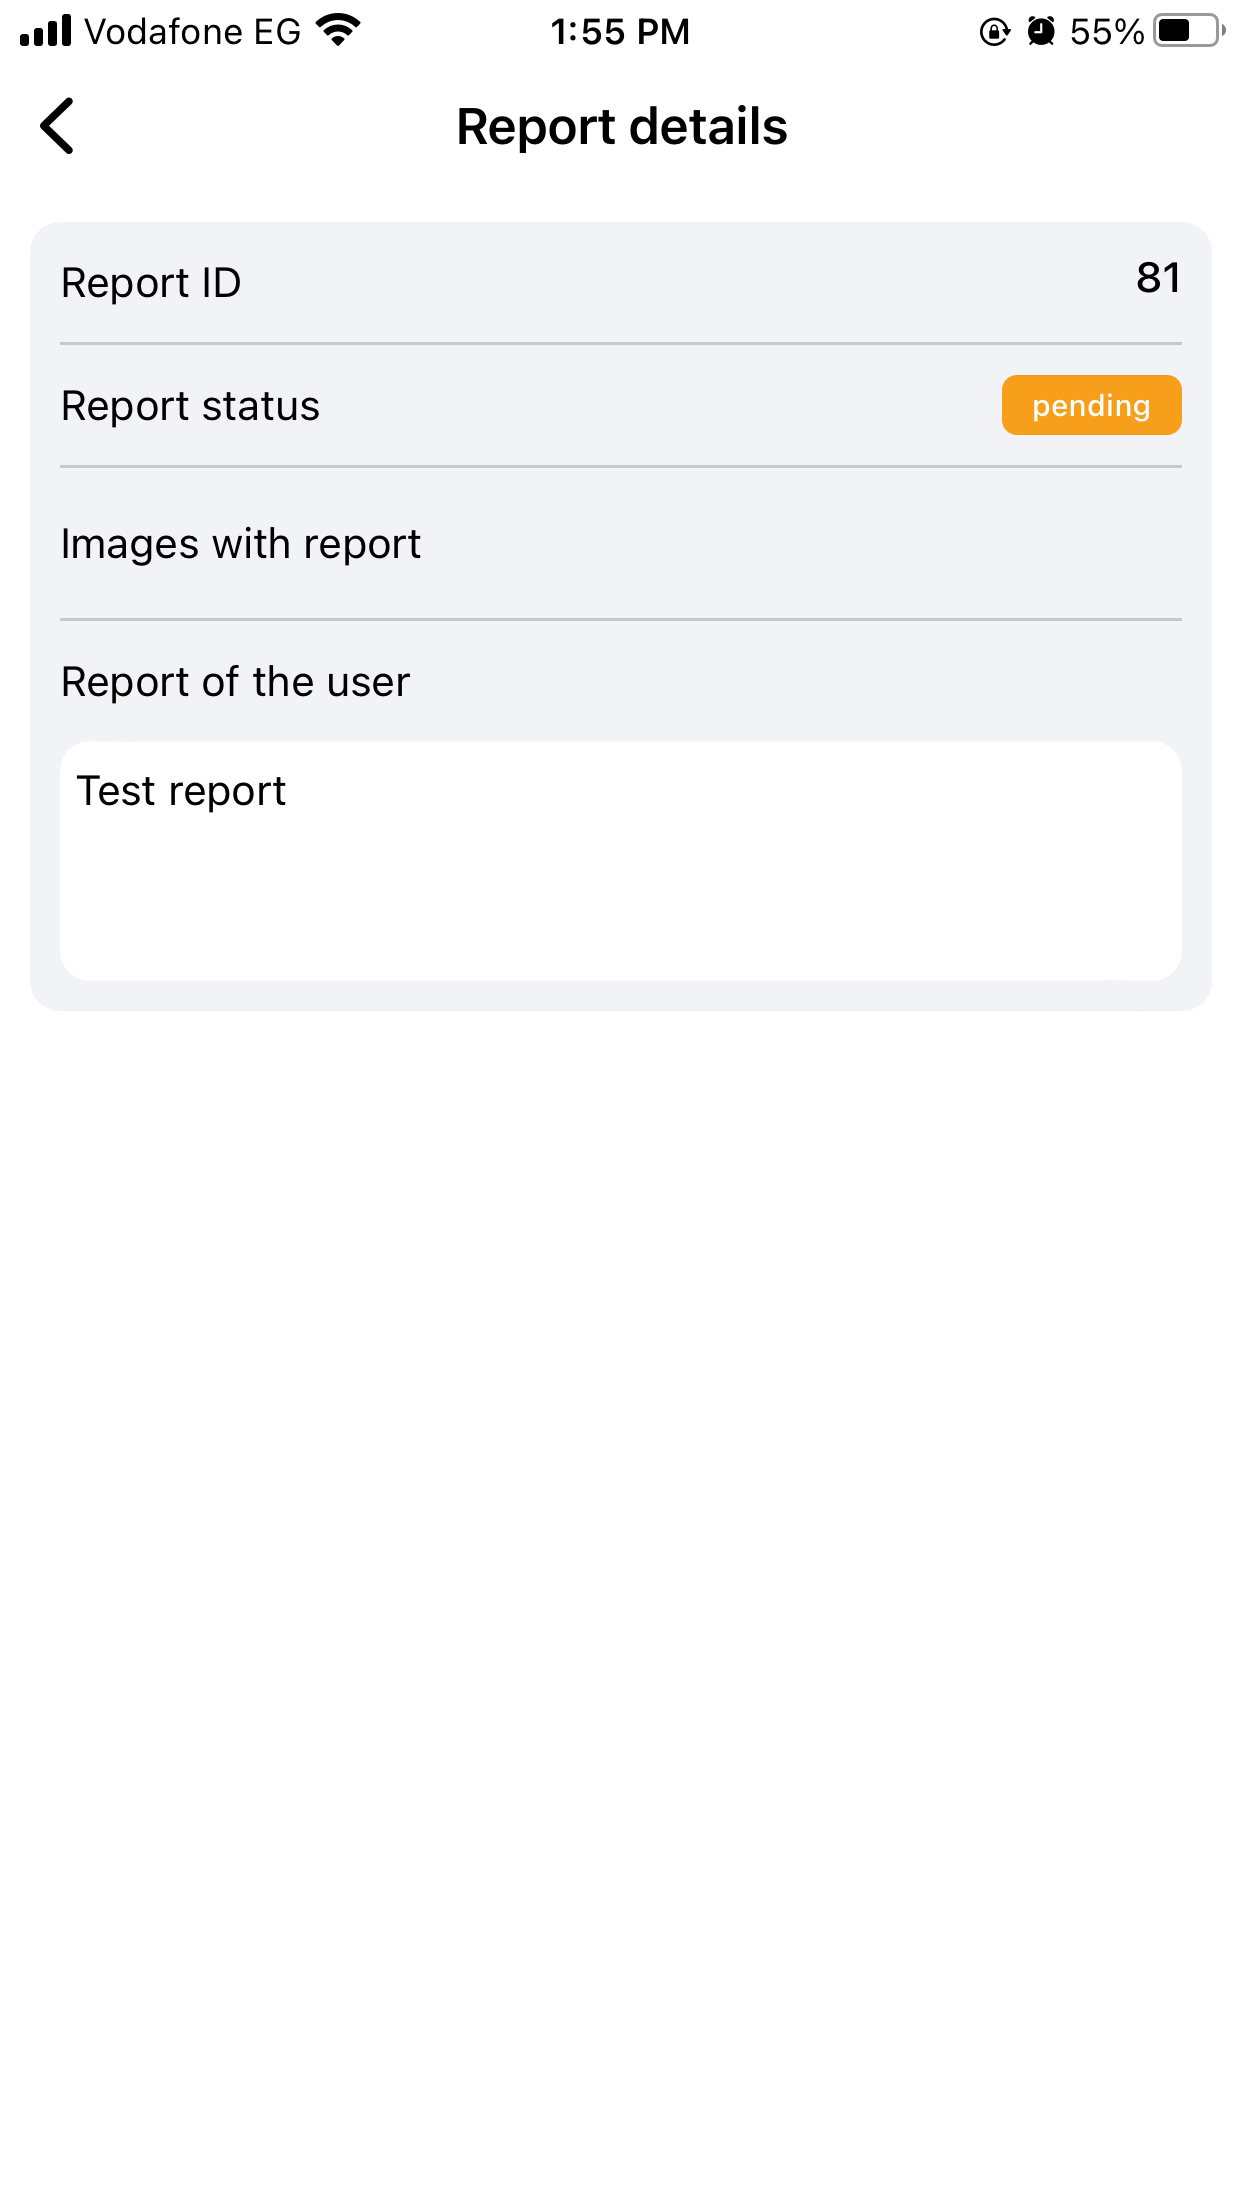 Vodafone EG 1:55 PM 55%
Report details
Report ID 81
Report status pending
Images with report
Report of the user
Test report